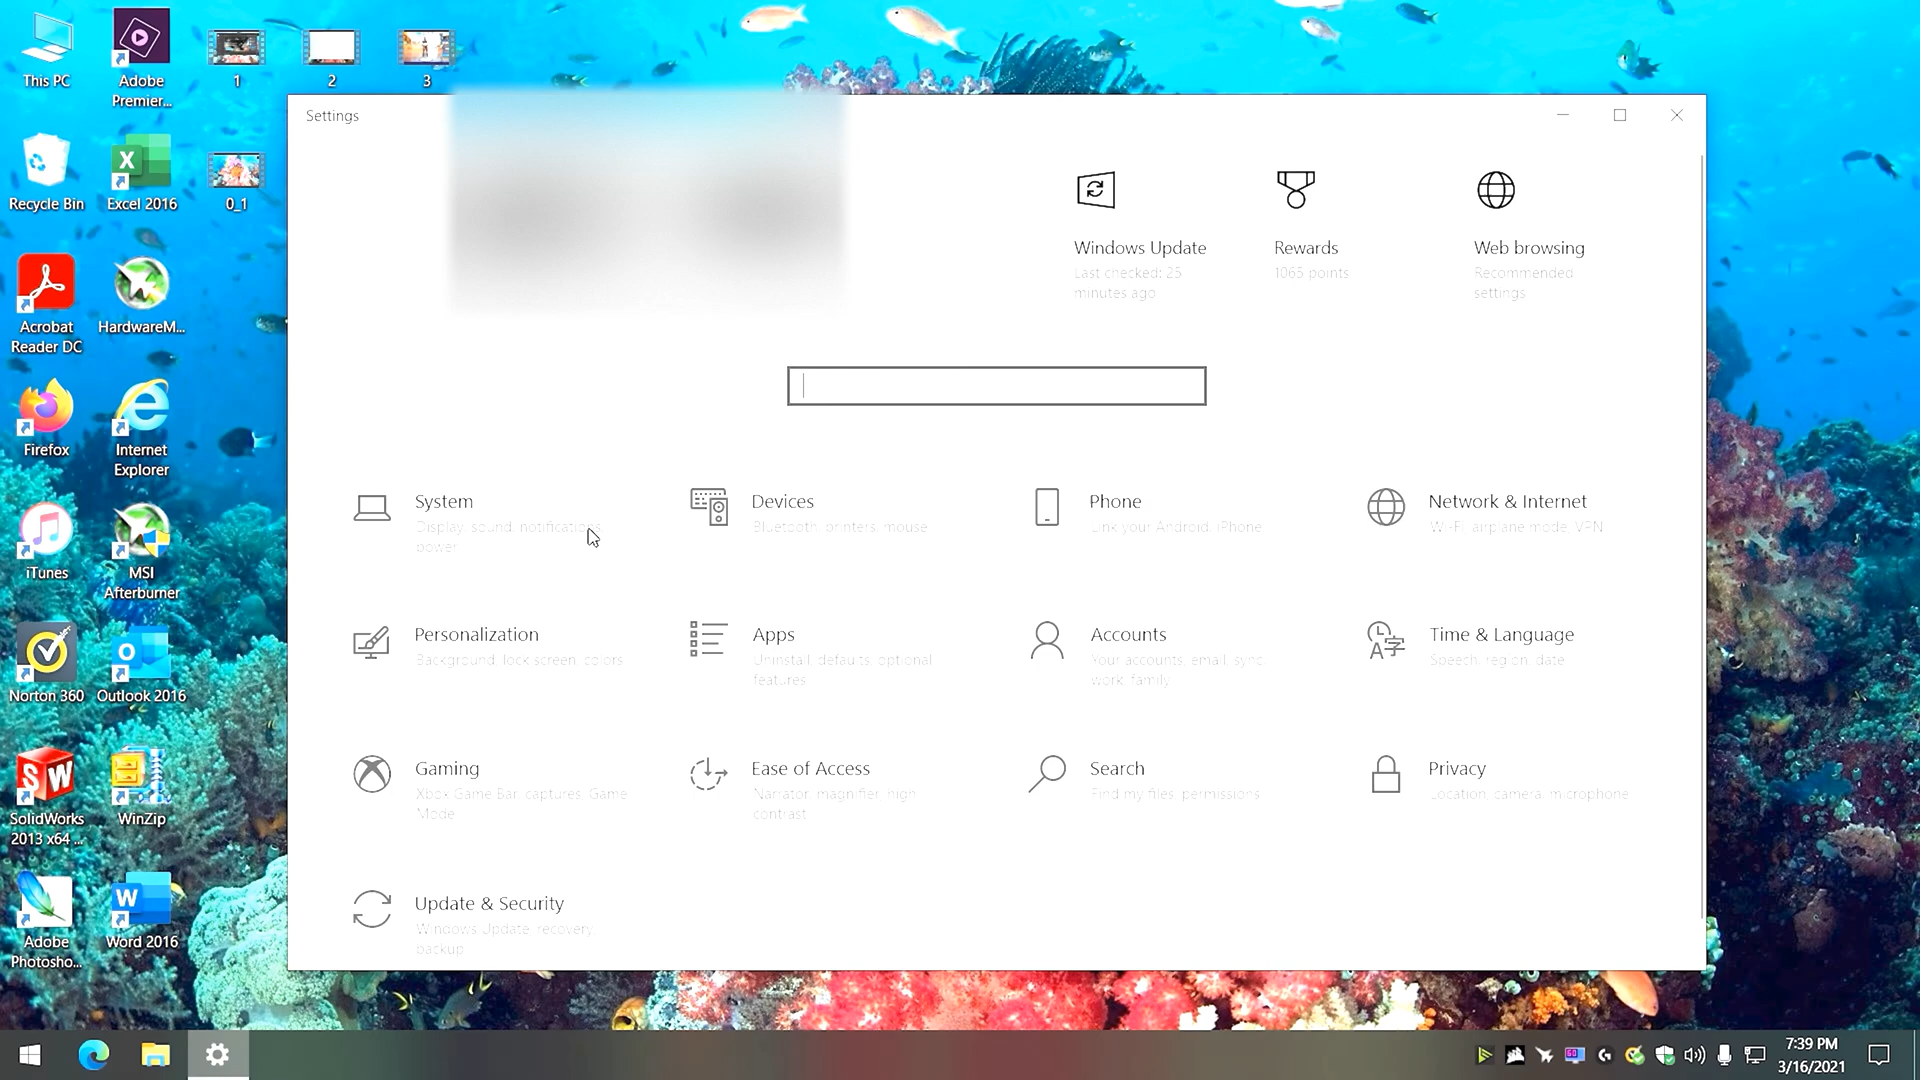 This PC
Adobe
Premier...
1
2
3
Recycle Bin
Excel 2016
0_1
Acrobat
Reader DC
HardwareM...
Firefox
Internet
Explorer
iTunes
MSI
Afterburner
Norton 360
Outlook 2016
SolidWorks
2013 x64 ...
WinZip
Adobe
Photosho...
Word 2016
Settings
Windows Update
Last checked: 25
minutes ago
Rewards
1065 points
Web browsing
Recommended
settings
System
Display, sound, notifications,
power
Devices
Bluetooth, printers, mouse
Phone
Link your Android, iPhone
Network & Internet
Wi-Fi, airplane mode, VPN
Personalization
Background, lock screen, colors
Apps
Uninstall, defaults, optional
features
Accounts
Your accounts, email, sync,
work, family
Time & Language
Speech, region, date
Gaming
Xbox Game Bar, captures, Game
Mode
Ease of Access
Narrator, magnifier, high
contrast
Search
Find my files, permissions
Privacy
Location, camera, microphone
Update & Security
Windows Update, recovery,
backup
60
7:39 PM
3/16/2021